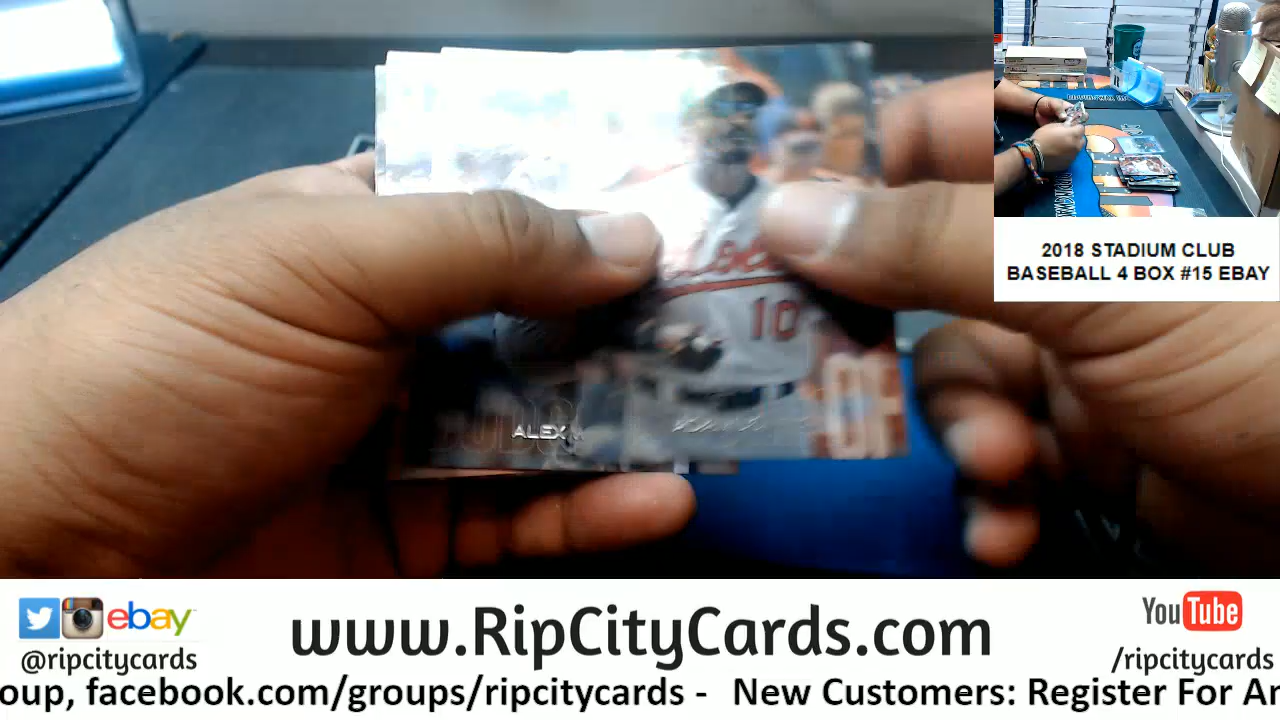 10
ALEX
2018 STADIUM CLUB
BASEBALL 4 BOX #15 EBAY
ebay
@ripcitycards
www.RipCityCards.com
YouTube
/ripcitycards
oup, facebook.com/groups/ripcitycards - New Customers: Register For An